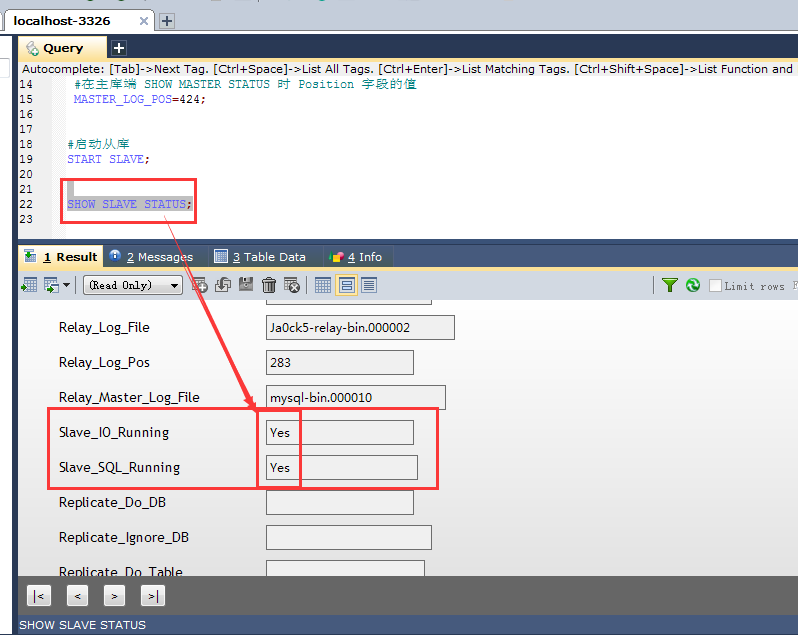 localhost-3326
Query
Autocomplete: [Tab]->Next Tag. [Ctrl+Space]->List All Tags. [Ctrl+Enter]->List Matching Tags. [Ctrl+Shift+Space]->List Function and
14 #在主库端 SHOW MASTER STATUS 时 Position 字段的值
15 MASTER_LOG_POS=424;
16
17
18 #启动从库
19 START SLAVE;
20
21
22 SHOW SLAVE STATUS;
23
1 Result 2 Messages 3 Table Data 4 Info
(Read Only) Limit rows F
Relay_Log_File Ja0ck5-relay-bin.000002
Relay_Log_Pos 283
Relay_Master_Log_File mysql-bin.000010
Slave_IO_Running Yes
Slave_SQL_Running Yes
Replicate_Do_DB
Replicate_Ignore_DB
Replicate_Do_Table
|< < > >|
SHOW SLAVE STATUS